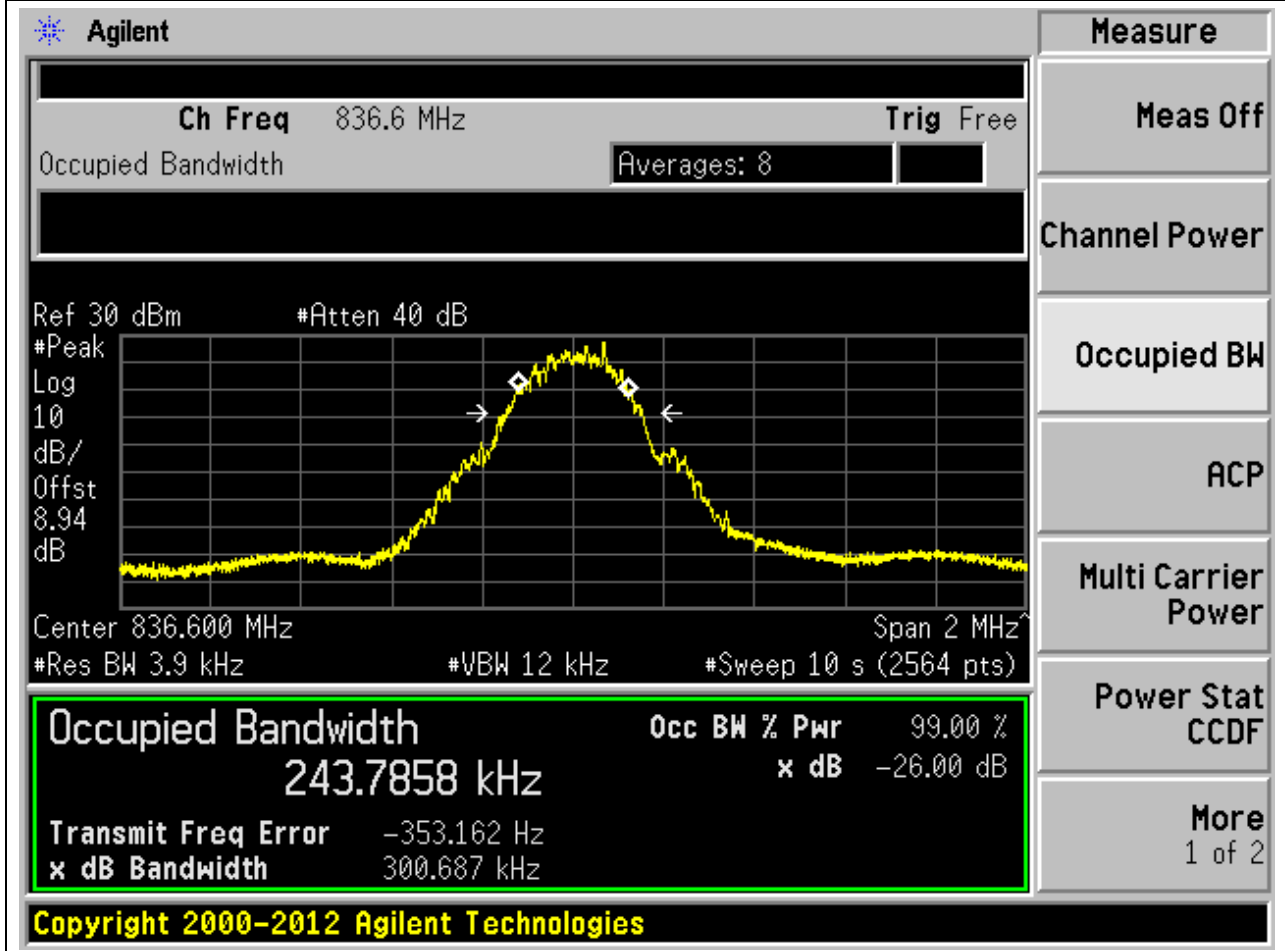 Agilent
Measure
Ch Freq 836.6 MHz Trig Free
Occupied Bandwidth Averages: 8
Ref 30 dBm #Atten 40 dB
#Peak
Log
10
dB/
Offst
8.94
dB
Center 836.600 MHz Span 2 MHz^
#Res BW 3.9 kHz #VBW 12 kHz #Sweep 10 s (2564 pts)
Occupied Bandwidth
243.7858 kHz
Occ BW % Pwr 99.00 %
x dB -26.00 dB
Transmit Freq Error -353.162 Hz
x dB Bandwidth 300.687 kHz
Meas Off
Channel Power
Occupied BW
ACP
Multi Carrier
Power
Power Stat
CCDF
More
1 of 2
Copyright 2000-2012 Agilent Technologies